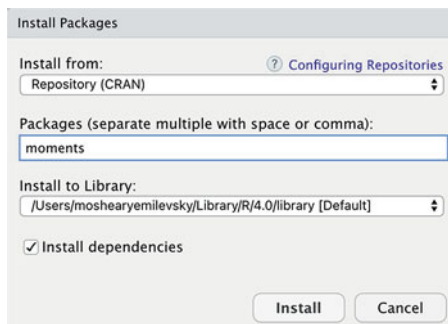 Install Packages
Install from:
? Configuring Repositories
Repository (CRAN)
Packages (separate multiple with space or comma):
moments
Install to Library:
/Users/moshearyemilevsky/Library/R/4.0/library [Default]
Install dependencies
Install
Cancel